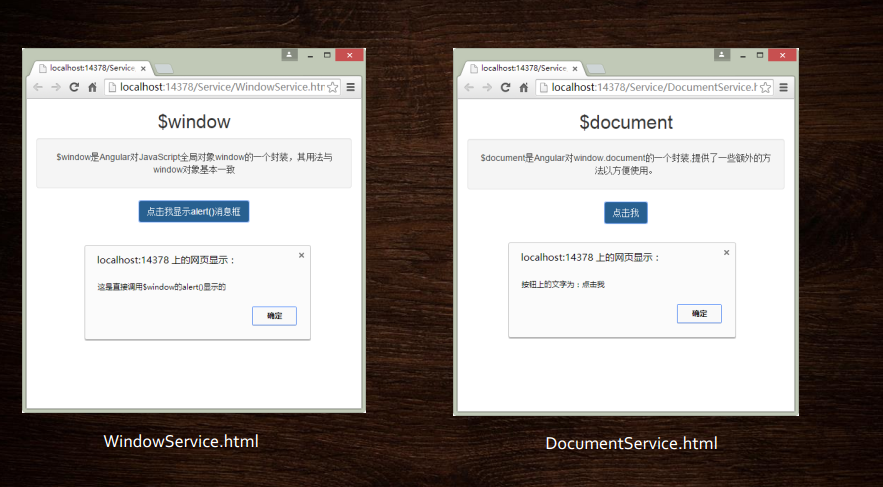 localhost:14378/Service
localhost:14378/Service/WindowService.htr
$window
$window是Angular对JavaScript全局对象window的一个封装，其用法与
window对象基本一致
点击我显示alert()消息框
localhost:14378 上的网页显示：
这是直接调用$window的alert()显示的
确定
WindowService.html
localhost:14378/Service
localhost:14378/Service/DocumentService.h
$document
$document是Angular对window.document的一个封装,提供了一些额外的方
法以方便使用。
点击我
localhost:14378 上的网页显示：
按钮上的文字为：点击我
确定
DocumentService.html